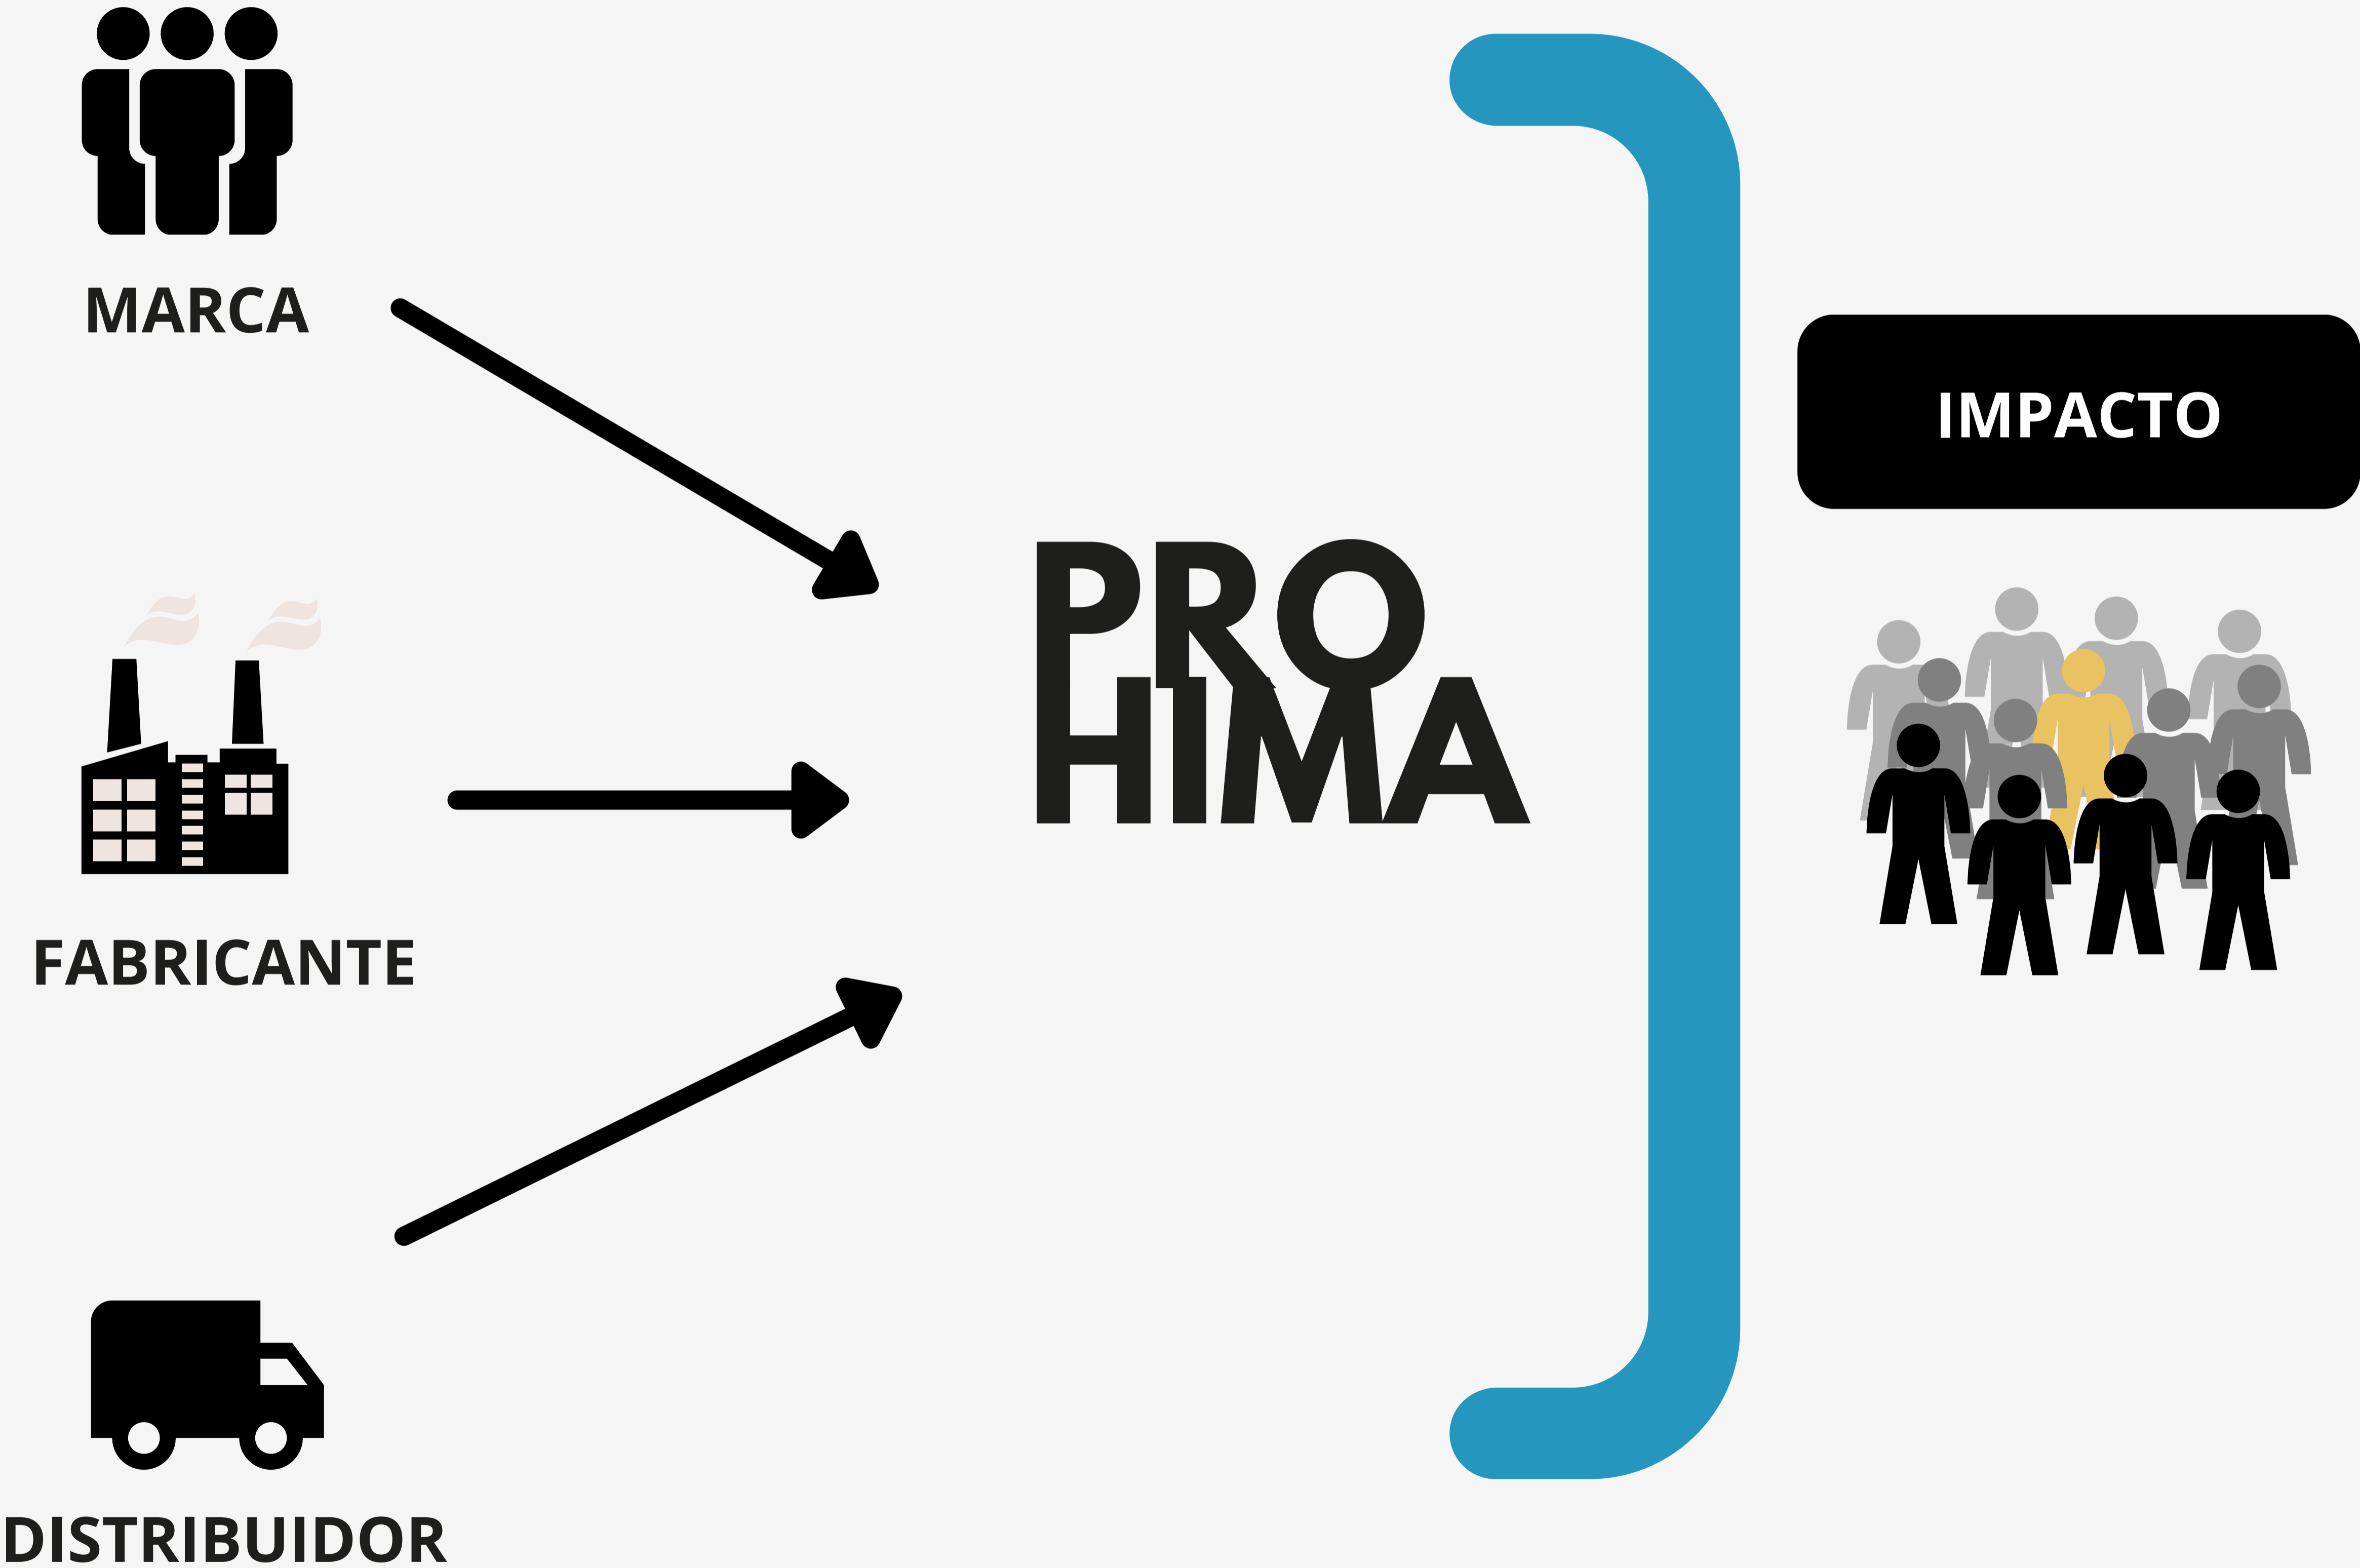 MARCA
FABRICANTE
DISTRIBUIDOR
PRO
HIMA
IMPACTO